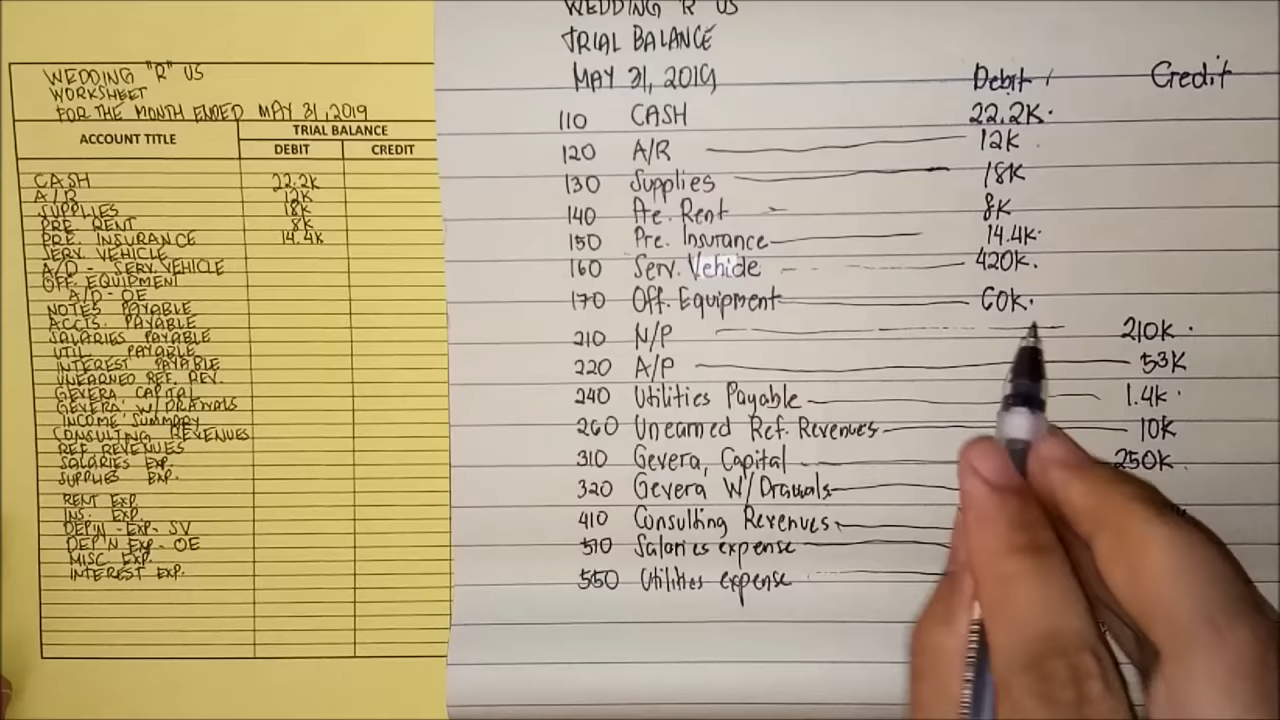 WEDDING "R" US
WORKSHEET
FOR THE MONTH ENDED MAY 31, 2019
ACCOUNT TITLE
TRIAL BALANCE
DEBIT CREDIT
CASH 22.2K
A/R 12K
SUPPLIES 18K
PRE. RENT 8K
PRE. INSURANCE 14.4K
SERV. VEHICLE
A/D - SERV. VEHICLE
OFF. EQUIPMENT
A/D - OE
NOTES PAYABLE
ACCTS. PAYABLE
SALARIES PAYABLE
UTIL PAYABLE
INTEREST PAYABLE
UNEARNED REF. REV.
GEVERA, CAPITAL
GEVERA, W/DRAWALS
INCOME SUMMARY
CONSULTING REVENUES
REF. REVENUES
SALARIES EXP.
SUPPLIES EXP.
RENT EXP.
INS. EXP.
DEP'N - EXP - SV
DEP'N EXP - OE
MISC. EXP.
INTEREST EXP.
WEDDING "R" US
TRIAL BALANCE
MAY 31, 2019 Debit Credit
110 CASH 22.2K
120 A/R 12K
130 Supplies 18K
140 Pre. Rent 8K
150 Pre. Insurance 14.4K
160 Serv. Vehicle 420K
170 Off. Equipment 60K
210 N/P 210K
220 A/P 53K
240 Utilities Payable 1.4K
260 Unearned Ref. Revenues 10K
310 Gevera, Capital 250K
320 Gevera W/Drawals
410 Consulting Revenues
510 Salaries expense
550 Utilities expense